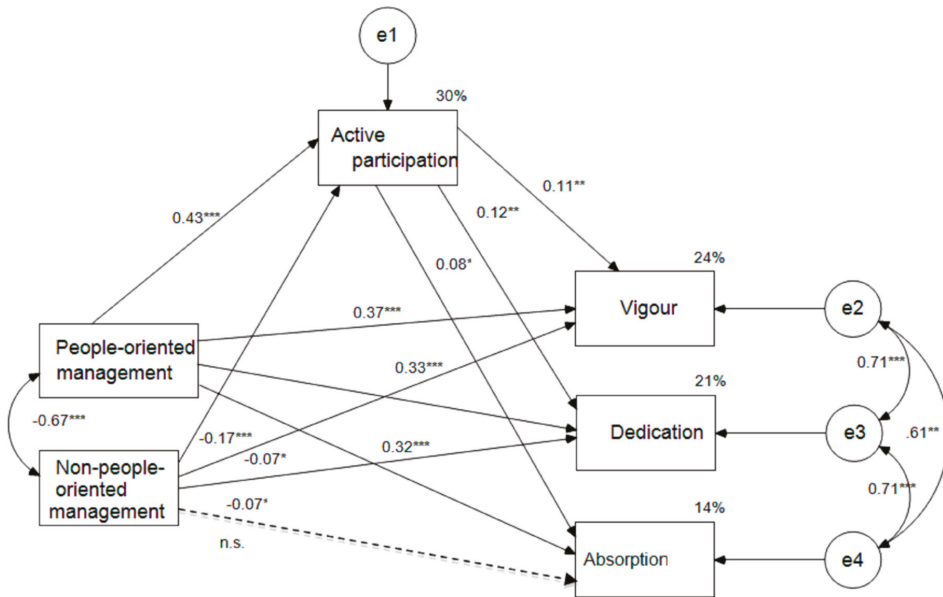 e1
30%
Active
participation
0.43***
0.11**
0.12**
0.08*
24%
Vigour
e2
0.37***
People-oriented
management
0.33***
0.71***
21%
-0.67***
-0.17***
0.32***
Dedication
e3
.61**
-0.07*
Non-people-
oriented
management
-0.07*
0.71***
14%
n.s.
Absorption
e4